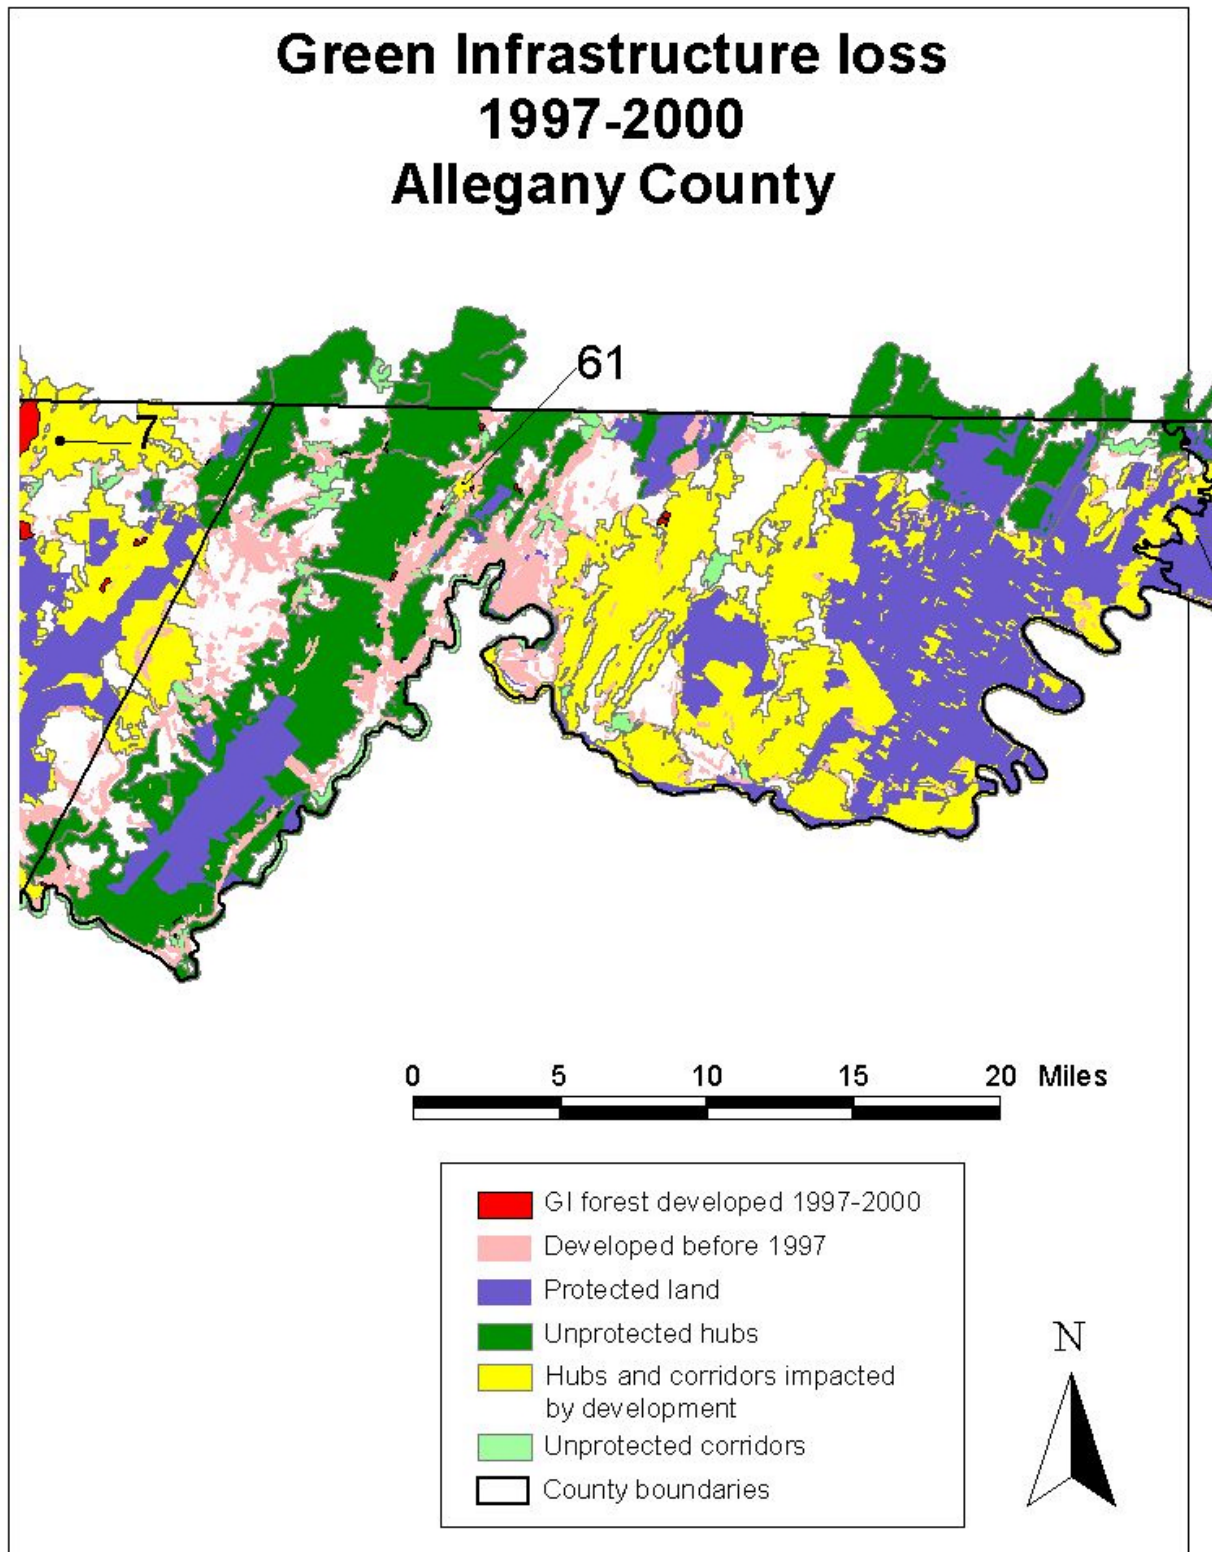 Green Infrastructure loss
1997-2000
Allegany County
61
7
0 5 10 15 20 Miles
GI forest developed 1997-2000
Developed before 1997
Protected land
Unprotected hubs
Hubs and corridors impacted
by development
Unprotected corridors
County boundaries
N